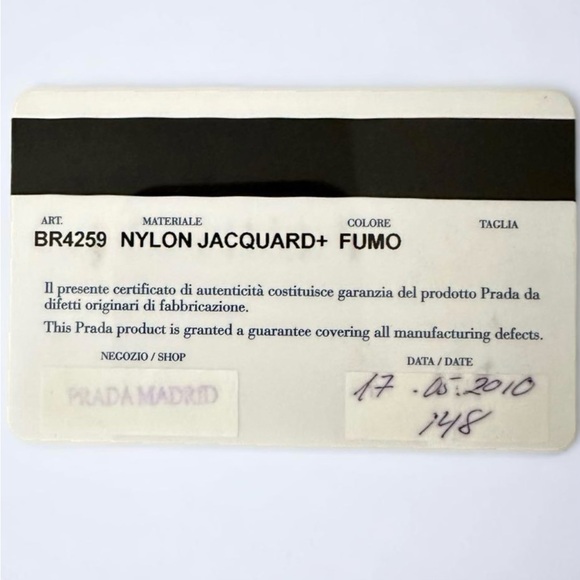 ART. MATERIALE COLORE TAGLIA
BR4259 NYLON JACQUARD+ FUMO
Il presente certificato di autenticità costituisce garanzia del prodotto Prada da
difetti originari di fabbricazione.
This Prada product is granted a guarantee covering all manufacturing defects.
NEGOZIO / SHOP DATA / DATE
PRADA MADRID 17 .05.2010
148